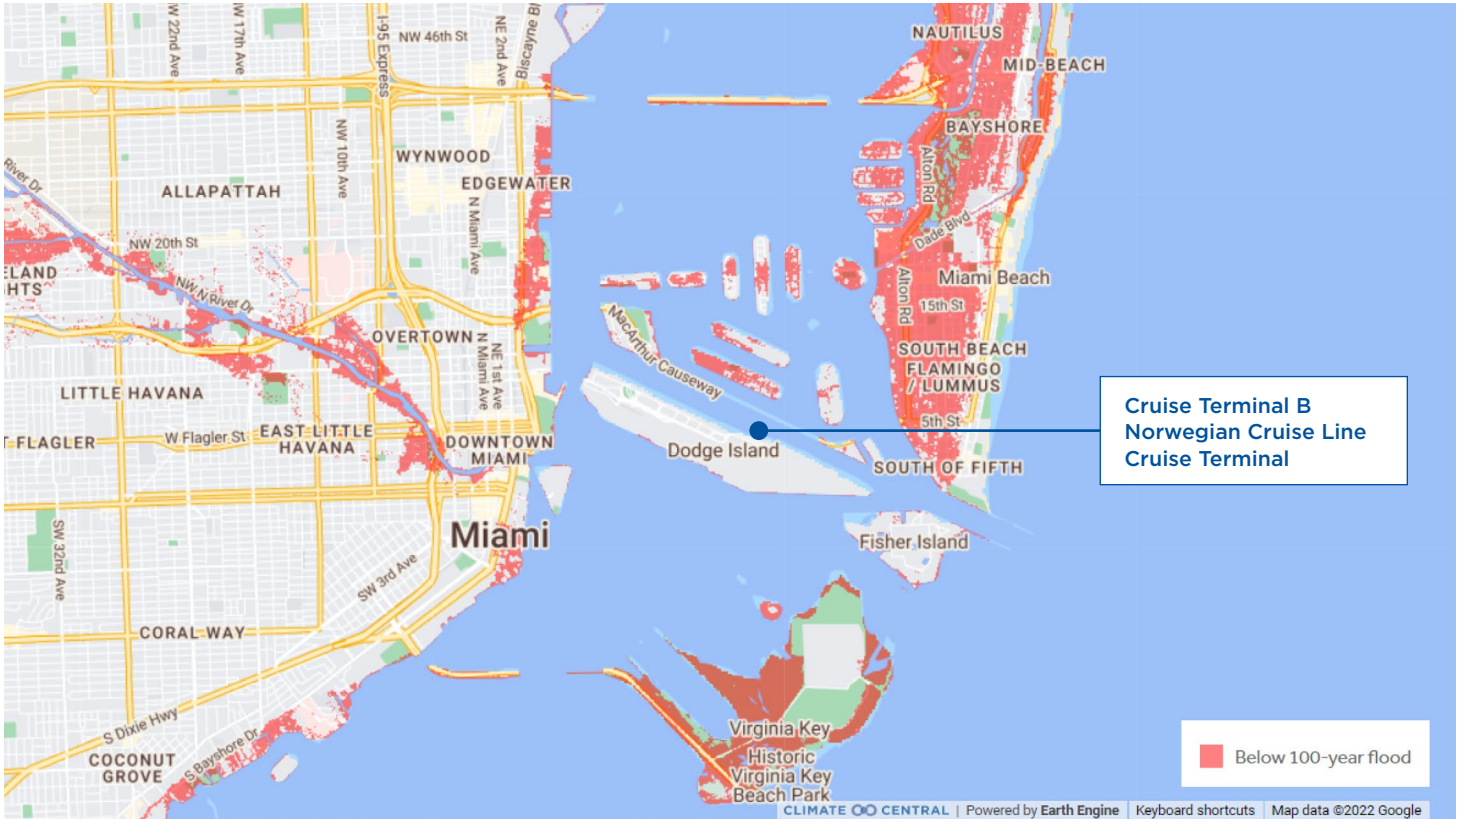 NAUTILUS
MID-BEACH
BAYSHORE
NW 22nd Ave
NW 17th Ave
I-95 Express
NW 46th St
NE 2nd Ave
Biscayne Bl
WYNWOOD
EDGEWATER
ALLAPATTAH
NW 10th Ave
N Miami Ave
River Dr
NW 20th St
ELAND
HTS
NW N River Dr
Alton Rd
Dade Blvd
Miami Beach
Alton Rd
15th St
MacArthur Causeway
OVERTOWN
N Miami Ave
NE 1st Ave
SOUTH BEACH
FLAMINGO
/ LUMMUS
LITTLE HAVANA
5th St
Cruise Terminal B
Norwegian Cruise Line
Cruise Terminal
T FLAGLER
W Flagler St
EAST LITTLE
HAVANA
DOWNTOWN
MIAMI
Dodge Island
SOUTH OF FIFTH
Miami
Fisher Island
SW 32nd Ave
SW 3rd Ave
CORAL WAY
S Dixie Hwy
S Bayshore Dr
COCONUT
GROVE
Virginia Key
Historic
Virginia Key
Beach Park
Below 100-year flood
CLIMATE CENTRAL | Powered by Earth Engine
Keyboard shortcuts
Map data ©2022 Google